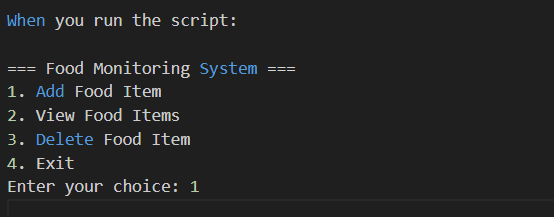 When you run the script:
=== Food Monitoring System ===
1. Add Food Item
2. View Food Items
3. Delete Food Item
4. Exit
Enter your choice: 1